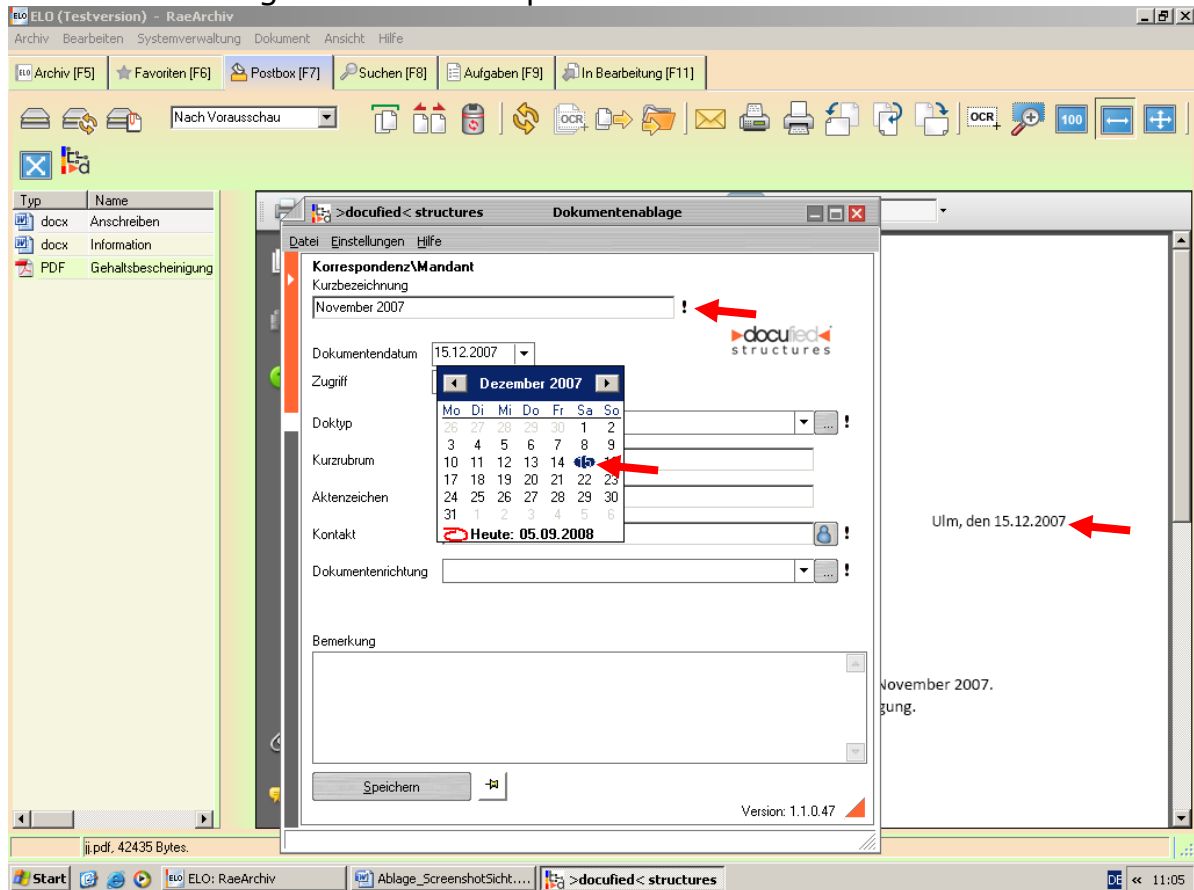 ELO (Testversion) - RaeArchiv
Archiv Bearbeiten Systemverwaltung Dokument Ansicht Hilfe
Archiv [F5] Favoriten [F6] Postbox [F7] Suchen [F8] Aufgaben [F9] In Bearbeitung [F11]
Nach Vorausschau OCR OCR 100
Typ Name
docx Anschreiben
docx Information
PDF Gehaltsbescheinigung
>docufied< structures Dokumentenablage
Datei Einstellungen Hilfe
Korrespondenz\Mandant
Kurzbezeichnung
November 2007 !
docufied
structures
Dokumentendatum 15.12.2007
Zugriff
Dezember 2007
Mo Di Mi Do Fr Sa So
26 27 28 29 30 1 2
3 4 5 6 7 8 9
10 11 12 13 14 15
17 18 19 20 21 22 23
24 25 26 27 28 29 30
31 1 2 3 4 5 6
Heute: 05.09.2008
Doktyp ... !
Kurzrubrum
Aktenzeichen
Kontakt !
Dokumentenrichtung ... !
Bemerkung
Speichern
Version: 1.1.0.47
Ulm, den 15.12.2007
November 2007.
gung.
jj.pdf, 42435 Bytes.
Start ELO: RaeArchiv Ablage_ScreenshotSicht.... >docufied< structures DE « 11:05